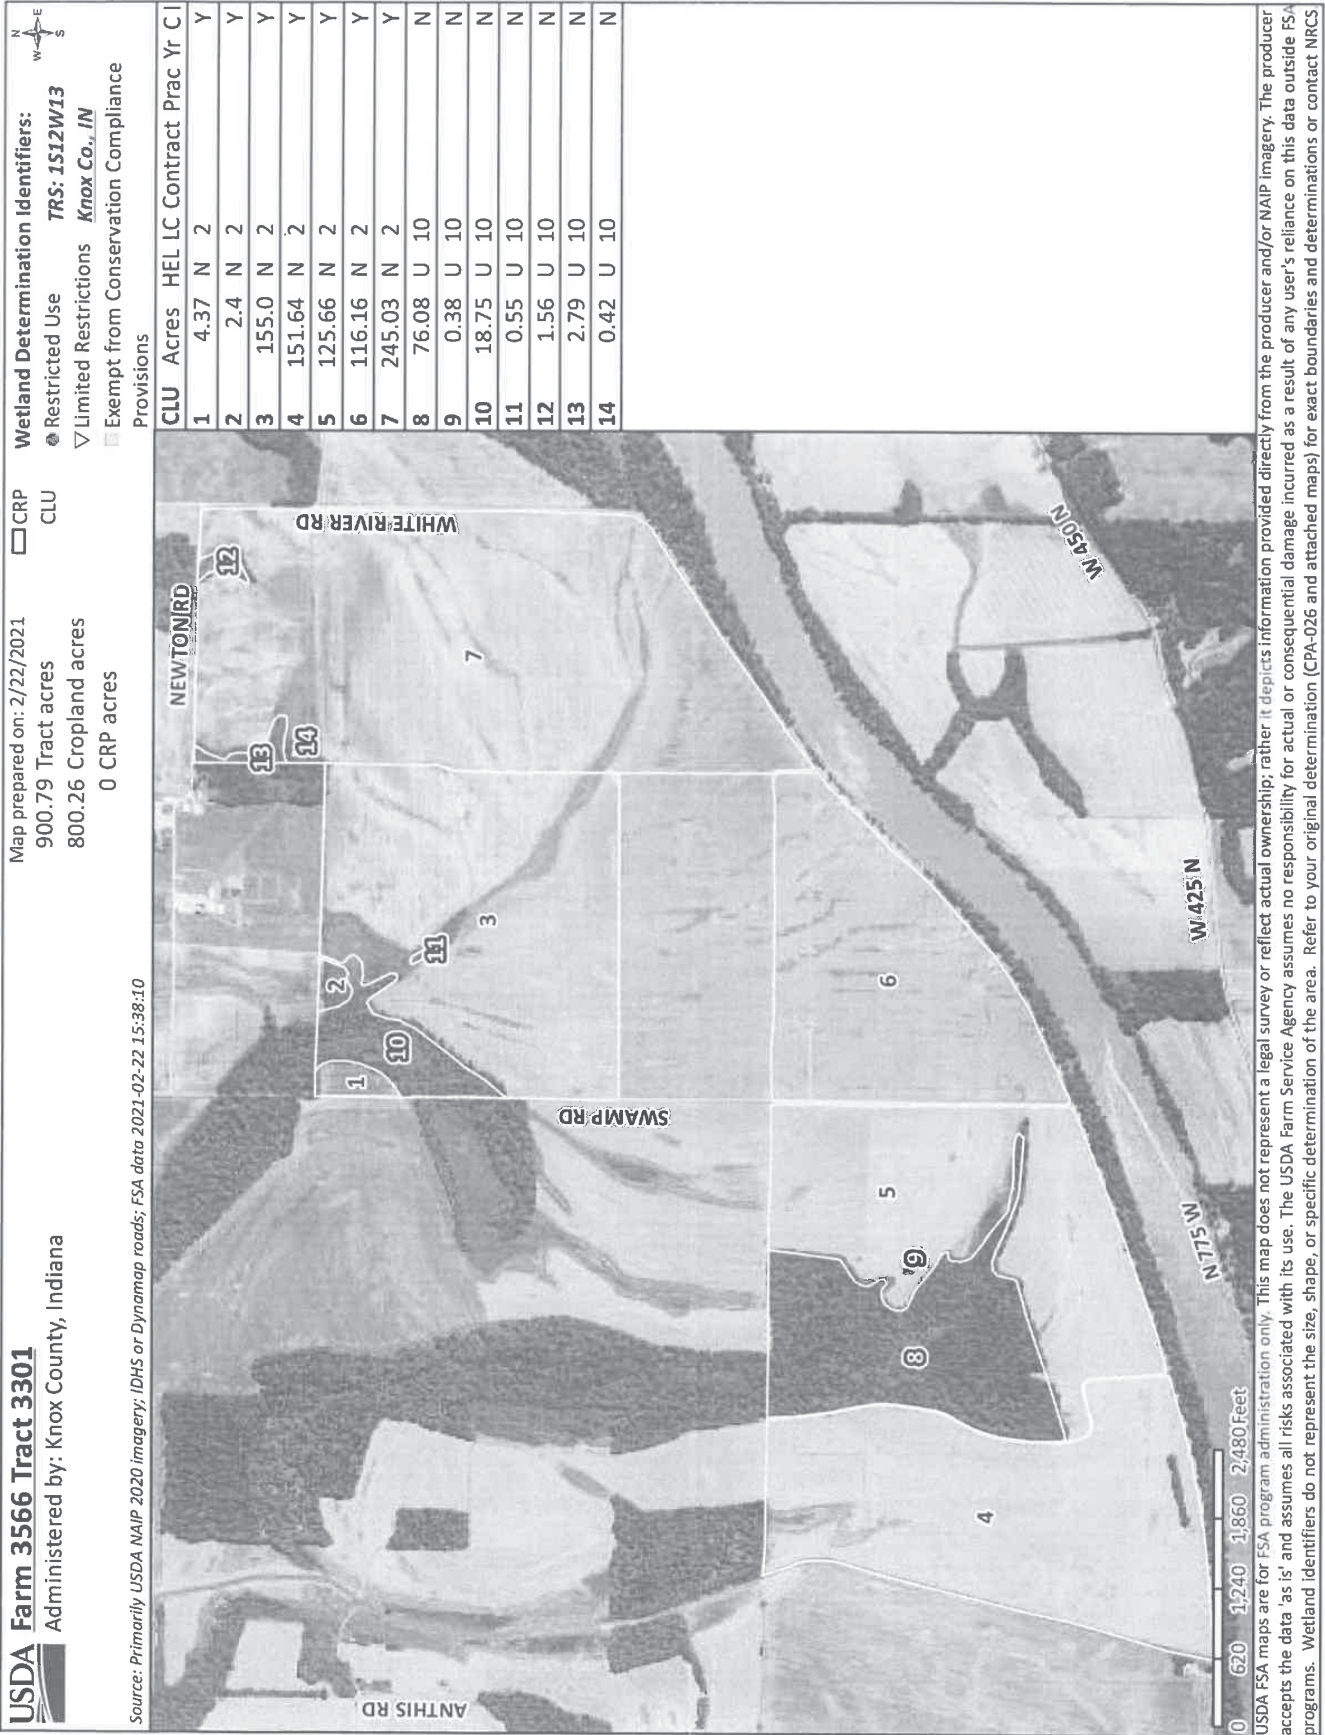 USDA Farm 3566 Tract 3301
Administered by: Knox County, Indiana
Map prepared on: 2/22/2021
900.79 Tract acres
800.26 Cropland acres
0 CRP acres
CRP
CLU
Wetland Determination Identifiers:
Restricted Use
Limited Restrictions
Exempt from Conservation Compliance
Provisions
TRS: 1S12W13
Knox Co., IN
N
W E
S
Source: Primarily USDA NAIP 2020 imagery; IDHS or Dynamap roads; FSA data 2021-02-22 15:38:10
CLU Acres HEL LC Contract Prac Yr C I
1 4.37 N 2 Y
2 2.4 N 2 Y
3 155.0 N 2 Y
4 151.64 N 2 Y
5 125.66 N 2 Y
6 116.16 N 2 Y
7 245.03 N 2 Y
8 76.08 U 10 N
9 0.38 U 10 N
10 18.75 U 10 N
11 0.55 U 10 N
12 1.56 U 10 N
13 2.79 U 10 N
14 0.42 U 10 N
NEWTON RD
12
13
14
WHITE RIVER RD
2
1
10
11
7
3
ANTHIS RD
SWAMP RD
5
6
9
8
4
W 450 N
W 425 N
N 775 W
0 620 1,240 1,860 2,480 Feet
USDA FSA maps are for FSA program administration only. This map does not represent a legal survey or reflect actual ownership; rather it depicts information provided directly from the producer and/or NAIP imagery. The producer
accepts the data 'as is' and assumes all risks associated with its use. The USDA Farm Service Agency assumes no responsibility for actual or consequential damage incurred as a result of any user's reliance on this data outside FSA
programs. Wetland identifiers do not represent the size, shape, or specific determination of the area. Refer to your original determination (CPA-026 and attached maps) for exact boundaries and determinations or contact NRCS.